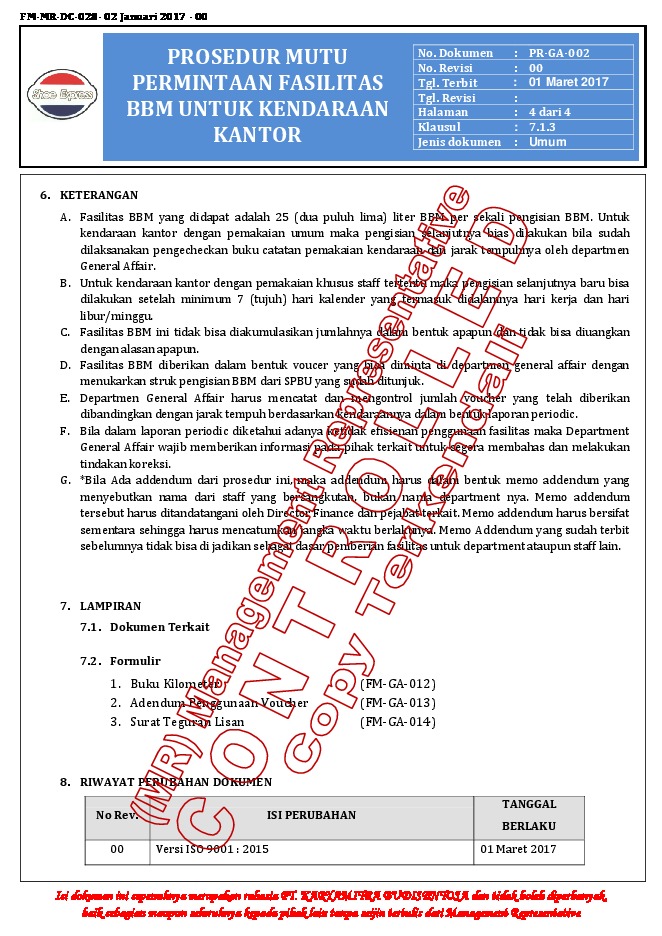 FM-MR-DC-028- 02 Januari 2017 - 00
Shoe Express
PROSEDUR MUTU
PERMINTAAN FASILITAS
BBM UNTUK KENDARAAN
KANTOR
No. Dokumen : PR-GA-002
No. Revisi : 00
Tgl. Terbit : 01 Maret 2017
Tgl. Revisi :
Halaman : 4 dari 4
Klausul : 7.1.3
Jenis dokumen : Umum
6. KETERANGAN
A. Fasilitas BBM yang didapat adalah 25 (dua puluh lima) liter BBM per sekali pengisian BBM. Untuk
kendaraan kantor dengan pemakaian umum maka pengisian selanjutnya bias dilakukan bila sudah
dilaksanakan pengecheckan buku catatan pemakaian kendaraan dan jarak tempuhnya oleh departmen
General Affair.
B. Untuk kendaraan kantor dengan pemakaian khusus staff tertentu maka pengisian selanjutnya baru bisa
dilakukan setelah minimum 7 (tujuh) hari kalender yang termasuk didalamnya hari kerja dan hari
libur/minggu.
C. Fasilitas BBM ini tidak bisa diakumulasikan jumlahnya dalam bentuk apapun dan tidak bisa diuangkan
dengan alasan apapun.
D. Fasilitas BBM diberikan dalam bentuk voucer yang bisa diminta di departmen general affair dengan
menukarkan struk pengisian BBM dari SPBU yang sudah ditunjuk.
E. Departmen General Affair harus mencatat dan mengontrol jumlah voucher yang telah diberikan
dibandingkan dengan jarak tempuh berdasarkan kendaraannya dalam bentuk laporan periodic.
F. Bila dalam laporan periodic diketahui adanya ketidak efisienan penggunaan fasilitas maka Department
General Affair wajib memberikan informasi pada pihak terkait untuk segera membahas dan melakukan
tindakan koreksi.
G. *Bila Ada addendum dari prosedur ini, maka addendum harus dalam bentuk memo addendum yang
menyebutkan nama dari staff yang bersangkutan, bukan nama department nya. Memo addendum
tersebut harus ditandatangani oleh Director Finance dan pejabat terkait. Memo addendum harus bersifat
sementara sehingga harus mencatumkan jangka waktu berlakunya. Memo Addendum yang sudah terbit
sebelumnya tidak bisa di jadikan sebagai dasar pemberian fasilitas untuk department ataupun staff lain.
7. LAMPIRAN
7.1. Dokumen Terkait
7.2. Formulir
1. Buku Kilometer (FM-GA-012)
2. Adendum Penggunaan Voucher (FM-GA-013)
3. Surat Teguran Lisan (FM-GA-014)
(MR) Management Representative
CONTROLLED
Copy Terkendali
8. RIWAYAT PERUBAHAN DOKUMEN
No Rev. ISI PERUBAHAN TANGGAL
BERLAKU
00 Versi ISO 9001 : 2015 01 Maret 2017
Isi dokumen ini sepenuhnya merupakan rahasia PT. KARYAMITRA BUDISENTOSA dan tidak boleh diperbanyak,
baik sebagian maupun seluruhnya kepada pihak lain tanpa seijin tertulis dari Management Representative